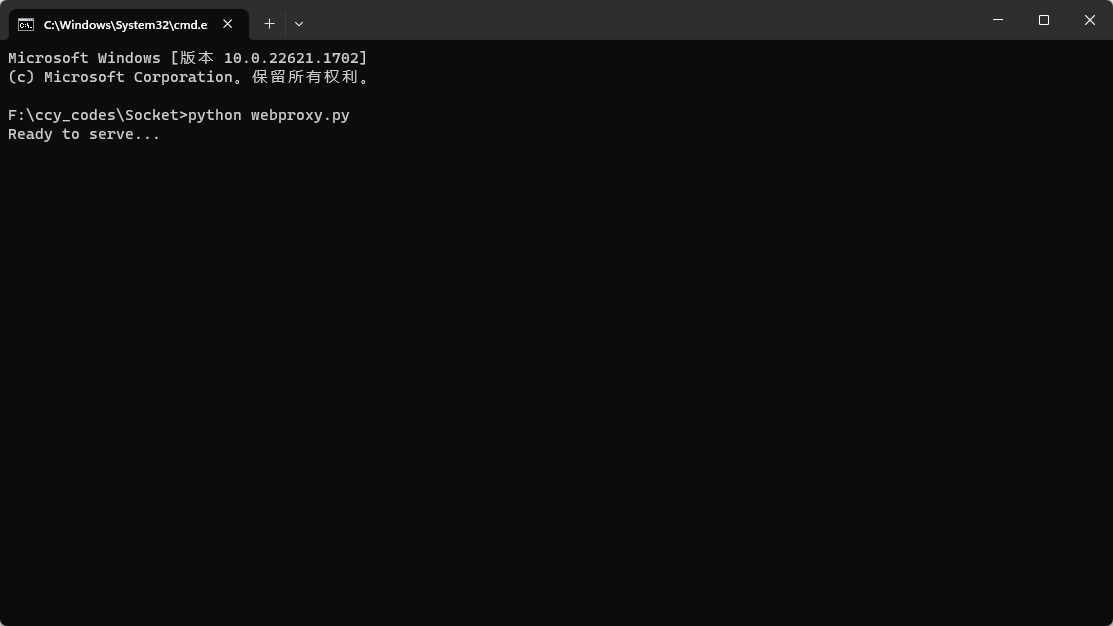 C:\Windows\System32\cmd.e
Microsoft Windows [版本 10.0.22621.1702]
(c) Microsoft Corporation。保留所有权利。
F:\ccy_codes\Socket>python webproxy.py
Ready to serve...